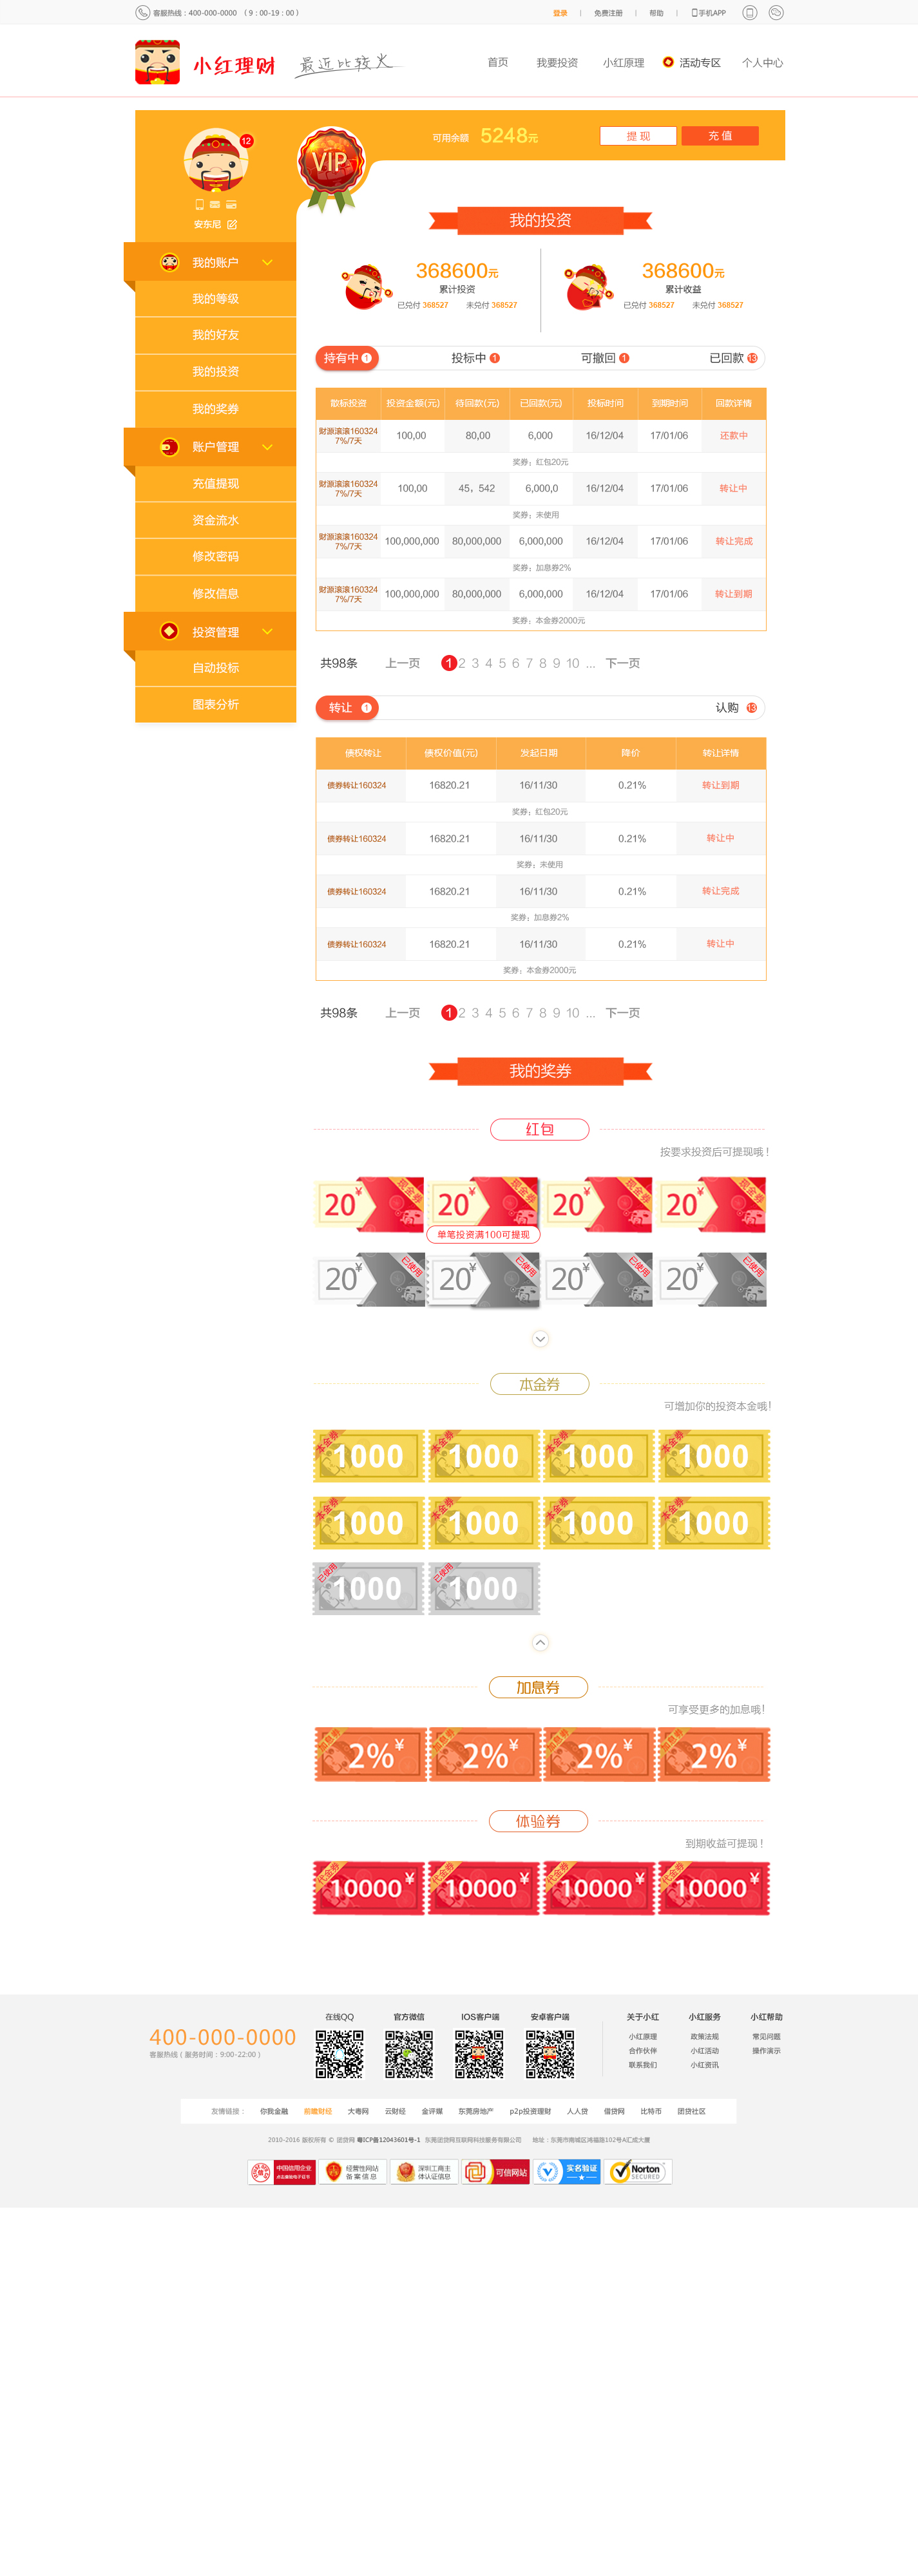 客服热线：400-000-0000 （9：00-19：00） 登录 | 免费注册 | 帮助 | 手机APP
小红理财 最近比较火 首页 我要投资 小红原理 活动专区 个人中心
12 VIP 可用余额 5248元 提现 充值
安东尼
我的账户
我的等级
我的好友
我的投资
我的奖券
账户管理
充值提现
资金流水
修改密码
修改信息
投资管理
自动投标
图表分析
我的投资
368600元 368600元
累计投资 累计收益
已兑付 368527 未兑付 368527 已兑付 368527 未兑付 368527
持有中 1 投标中 1 可撤回 1 已回款 13
散标投资 投资金额(元) 待回款(元) 已回款(元) 投标时间 到期时间 回款详情
财源滚滚160324 7%/7天 100,00 80,00 6,000 16/12/04 17/01/06 还款中
奖券：红包20元
财源滚滚160324 7%/7天 100,00 45，542 6,000,0 16/12/04 17/01/06 转让中
奖券：未使用
财源滚滚160324 7%/7天 100,000,000 80,000,000 6,000,000 16/12/04 17/01/06 转让完成
奖券：加息券2%
财源滚滚160324 7%/7天 100,000,000 80,000,000 6,000,000 16/12/04 17/01/06 转让到期
奖券：本金券2000元
共98条 上一页 1 2 3 4 5 6 7 8 9 10 ... 下一页
转让 1 认购 13
债权转让 债权价值(元) 发起日期 降价 转让详情
债券转让160324 16820.21 16/11/30 0.21% 转让到期
奖券：红包20元
债券转让160324 16820.21 16/11/30 0.21% 转让中
奖券：未使用
债券转让160324 16820.21 16/11/30 0.21% 转让完成
奖券：加息券2%
债券转让160324 16820.21 16/11/30 0.21% 转让中
奖券：本金券2000元
共98条 上一页 1 2 3 4 5 6 7 8 9 10 ... 下一页
我的奖券
红包
按要求投资后可提现哦！
20¥ 现金券 20¥ 现金券 20¥ 现金券 20¥ 现金券
单笔投资满100可提现
20¥ 已使用 20¥ 已使用 20¥ 已使用 20¥ 已使用
本金券
可增加你的投资本金哦！
本金券 1000 本金券 1000 本金券 1000 本金券 1000
本金券 1000 本金券 1000 本金券 1000 本金券 1000
已使用 1000 已使用 1000
加息券
可享受更多的加息哦！
2%¥ 2%¥ 2%¥ 2%¥
体验券
到期收益可提现！
代金券 10000¥ 代金券 10000¥ 代金券 10000¥ 代金券 10000¥
400-000-0000
客服热线（服务时间：9:00-22:00）
在线QQ 官方微信 IOS客户端 安卓客户端
关于小红 小红服务 小红帮助
小红原理 政策法规 常见问题
合作伙伴 小红活动 操作演示
联系我们 小红资讯
友情链接： 你我金融 前瞻财经 大粤网 云财经 金评媒 东莞房地产 p2p投资理财 人人贷 借贷网 比特币 团贷社区
2010-2016 版权所有 © 团贷网 粤ICP备12043601号-1 东莞团贷网互联网科技服务有限公司 地址：东莞市南城区鸿福路102号A汇成大厦
中国信用企业 点击查验电子证书
经营性网站 备案信息
深圳工商主体认证信息
可信网站
实名验证
Norton SECURED